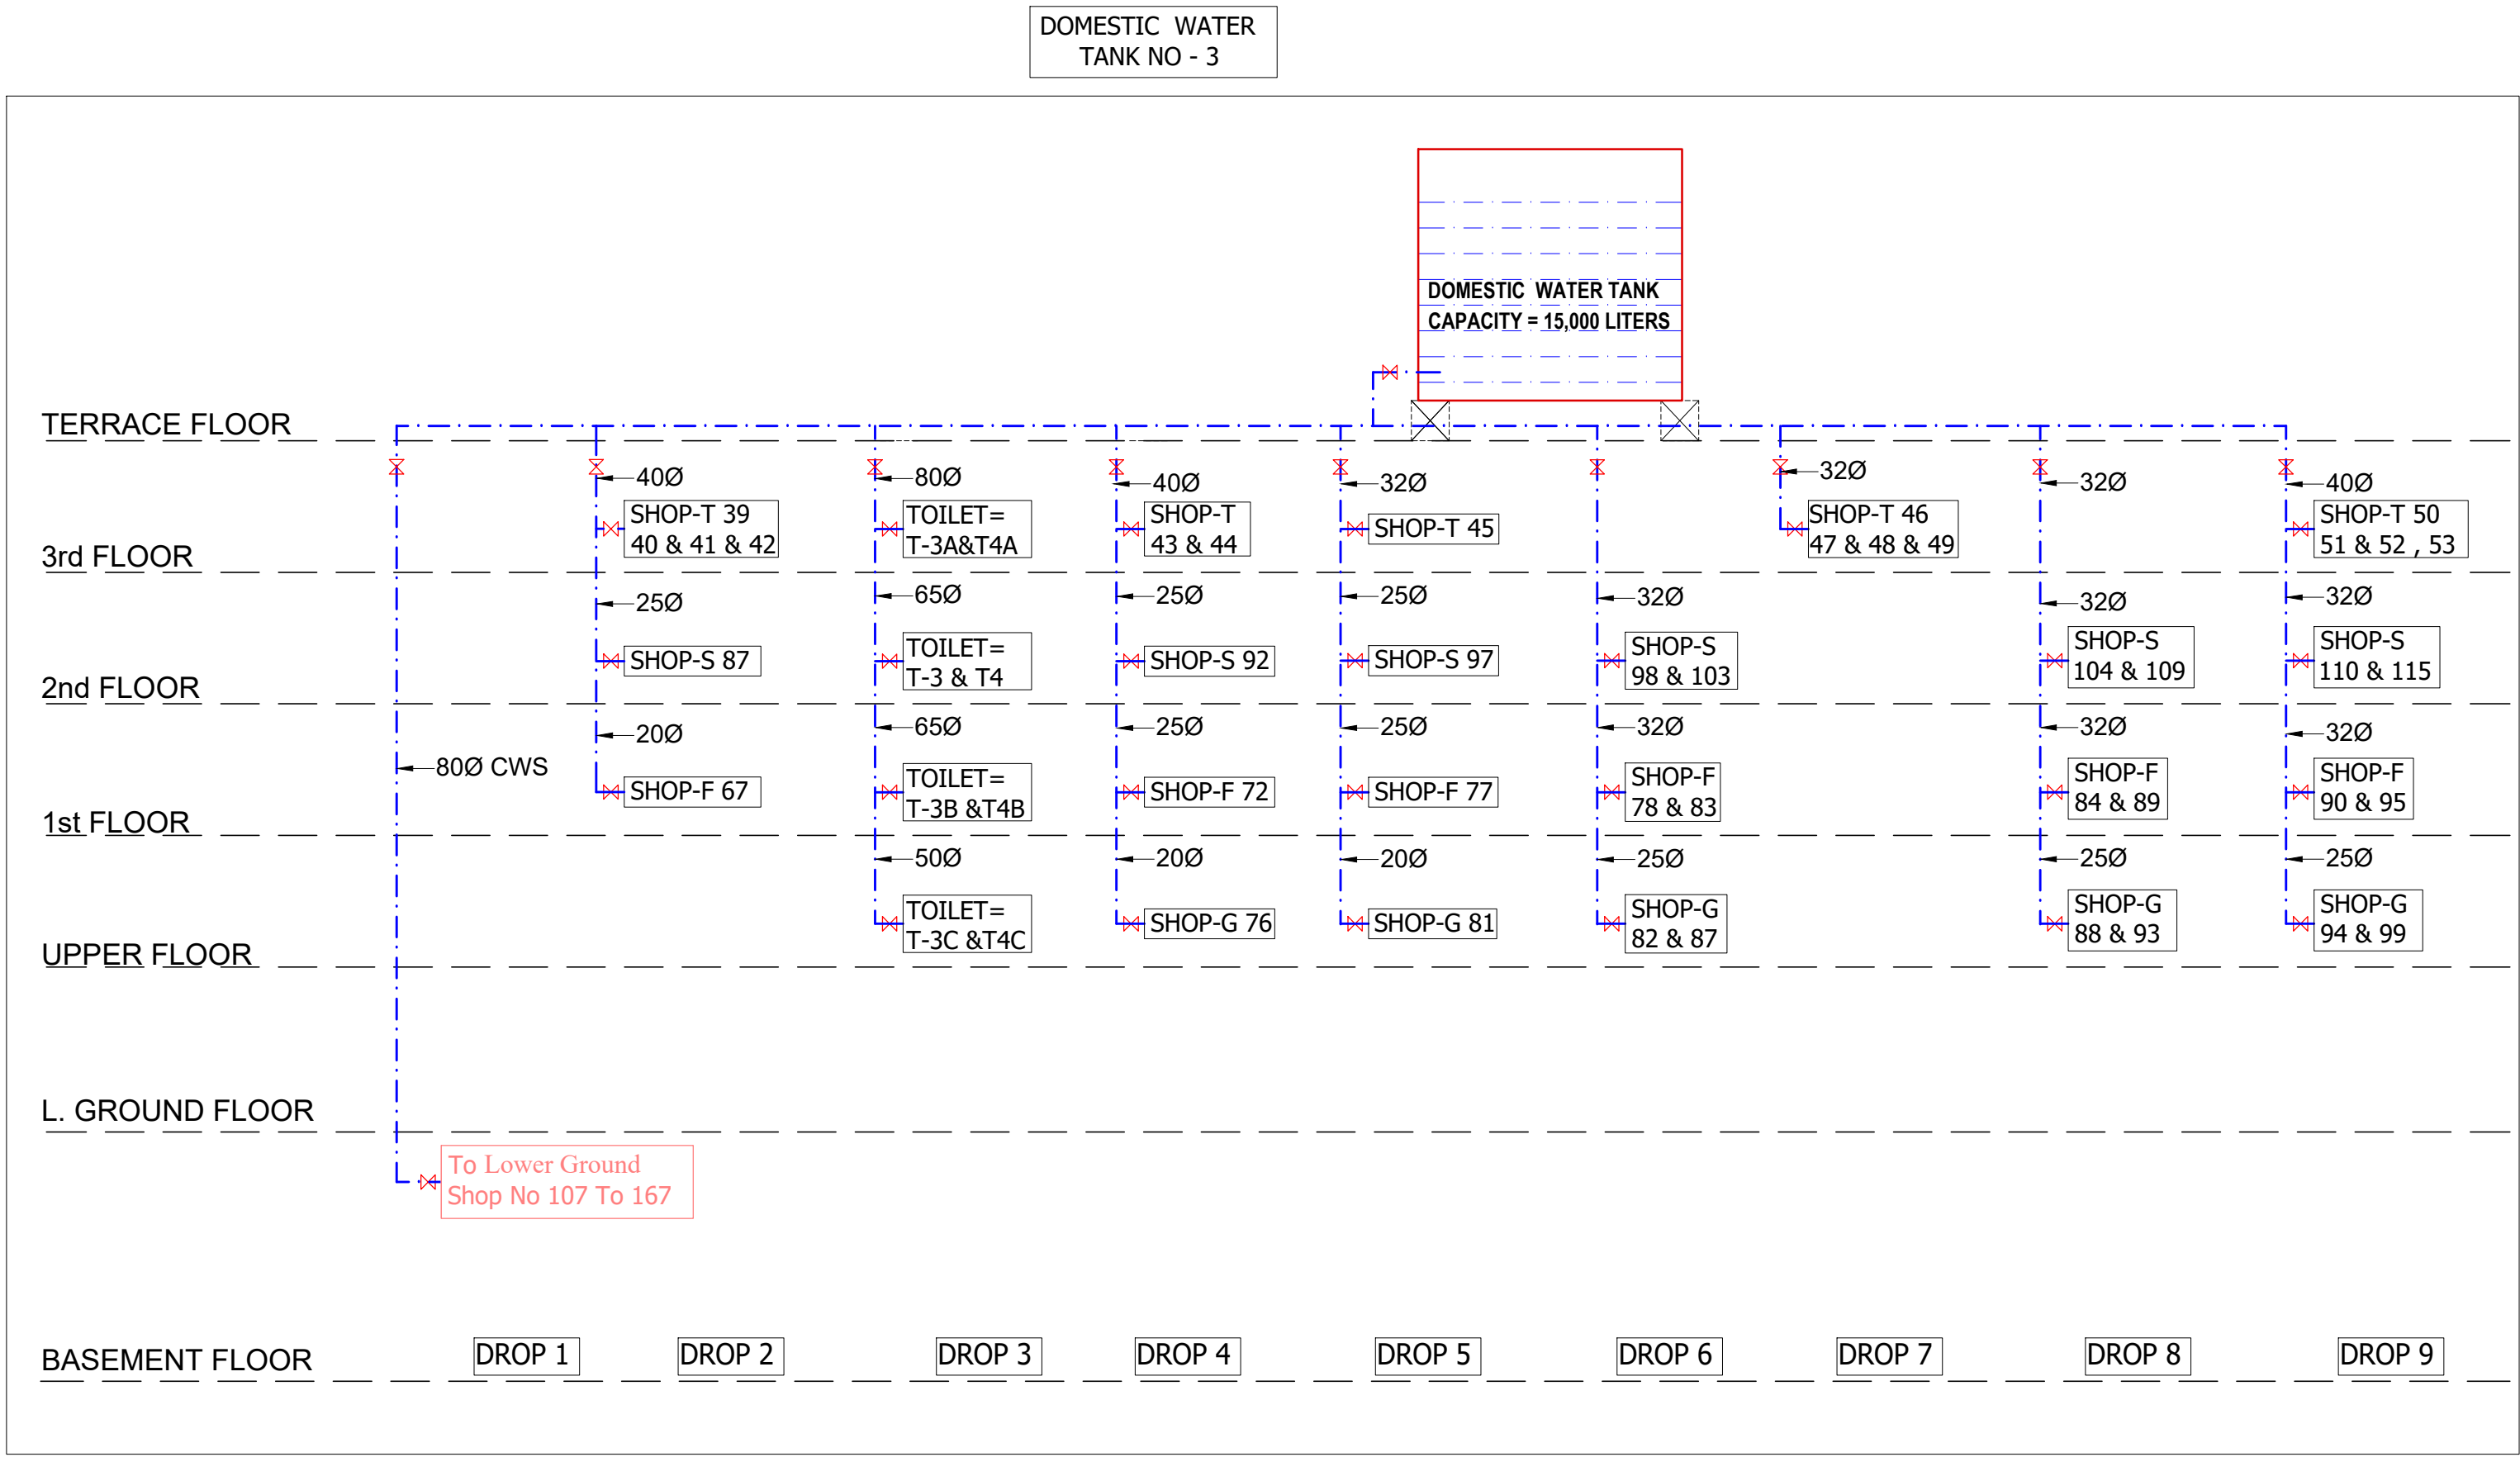 DOMESTIC  WATER
TANK NO - 3
DOMESTIC  WATER TANK
CAPACITY = 15,000 LITERS
TERRACE FLOOR
40Ø
80Ø
40Ø
32Ø
32Ø
32Ø
40Ø
SHOP-T 39
40 & 41 & 42
TOILET=
T-3A&T4A
SHOP-T
43 & 44
SHOP-T 45
SHOP-T 46
47 & 48 & 49
SHOP-T 50
51 & 52 , 53
3rd FLOOR
25Ø
65Ø
25Ø
25Ø
32Ø
32Ø
32Ø
SHOP-S 87
TOILET=
T-3 & T4
SHOP-S 92
SHOP-S 97
SHOP-S
98 & 103
SHOP-S
104 & 109
SHOP-S
110 & 115
2nd FLOOR
20Ø
65Ø
25Ø
25Ø
32Ø
32Ø
32Ø
80Ø CWS
SHOP-F 67
TOILET=
T-3B &T4B
SHOP-F 72
SHOP-F 77
SHOP-F
78 & 83
SHOP-F
84 & 89
SHOP-F
90 & 95
1st FLOOR
50Ø
20Ø
20Ø
25Ø
25Ø
25Ø
TOILET=
T-3C &T4C
SHOP-G 76
SHOP-G 81
SHOP-G
82 & 87
SHOP-G
88 & 93
SHOP-G
94 & 99
UPPER FLOOR
L. GROUND FLOOR
To Lower Ground
Shop No 107 To 167
BASEMENT FLOOR
DROP 1
DROP 2
DROP 3
DROP 4
DROP 5
DROP 6
DROP 7
DROP 8
DROP 9